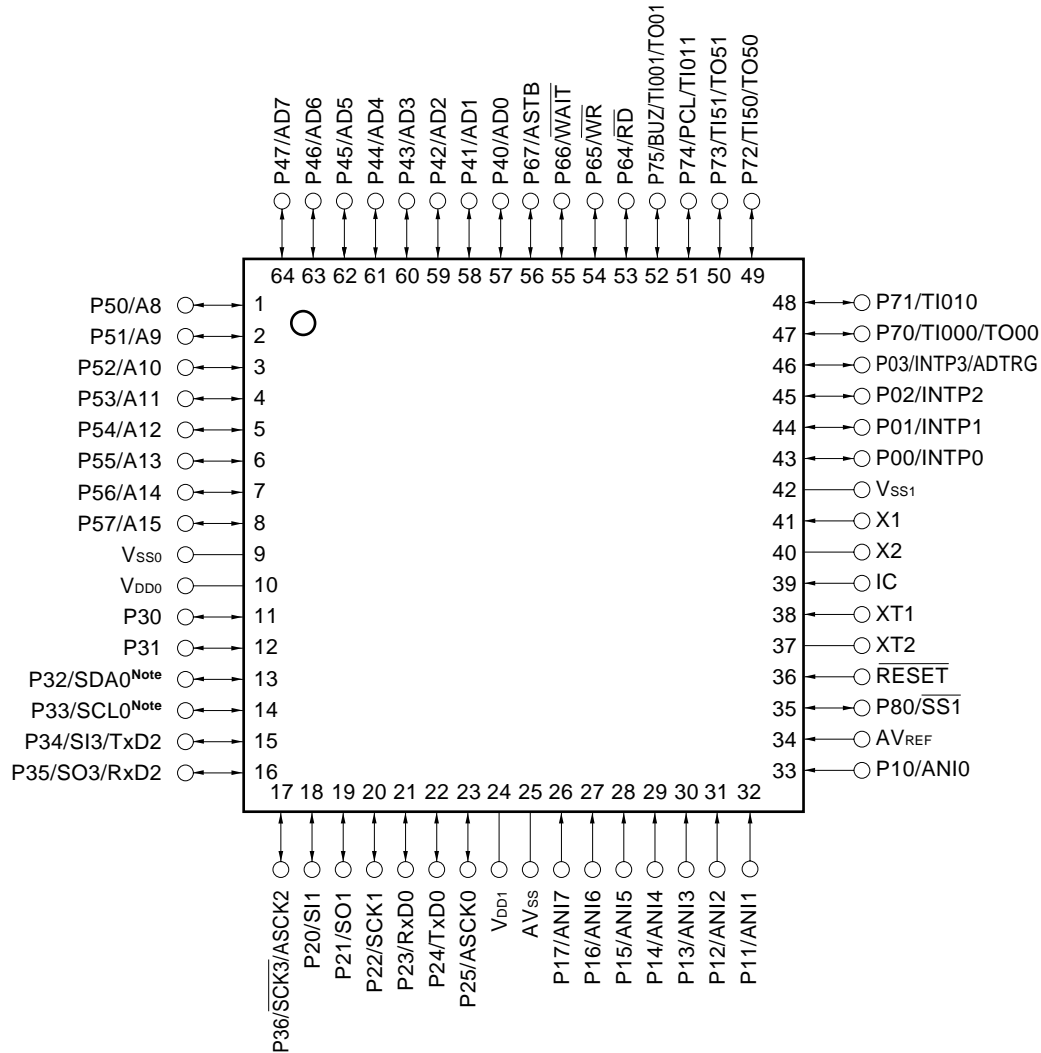 P47/AD7
P46/AD6
P45/AD5
P44/AD4
P43/AD3
P42/AD2
P41/AD1
P40/AD0
P67/ASTB
P66/WAIT
P65/WR
P64/RD
P75/BUZ/TI001/TO01
P74/PCL/TI011
P73/TI51/TO51
P72/TI50/TO50
64 63 62 61 60 59 58 57 56 55 54 53 52 51 50 49
P50/A8 1
P51/A9 2
P52/A10 3
P53/A11 4
P54/A12 5
P55/A13 6
P56/A14 7
P57/A15 8
VSS0 9
VDD0 10
P30 11
P31 12
P32/SDA0Note 13
P33/SCL0Note 14
P34/SI3/TxD2 15
P35/SO3/RxD2 16
48 P71/TI010
47 P70/TI000/TO00
46 P03/INTP3/ADTRG
45 P02/INTP2
44 P01/INTP1
43 P00/INTP0
42 VSS1
41 X1
40 X2
39 IC
38 XT1
37 XT2
36 RESET
35 P80/SS1
34 AVREF
33 P10/ANI0
17 18 19 20 21 22 23 24 25 26 27 28 29 30 31 32
P36/SCK3/ASCK2
P20/SI1
P21/SO1
P22/SCK1
P23/RxD0
P24/TxD0
P25/ASCK0
VDD1
AVSS
P17/ANI7
P16/ANI6
P15/ANI5
P14/ANI4
P13/ANI3
P12/ANI2
P11/ANI1